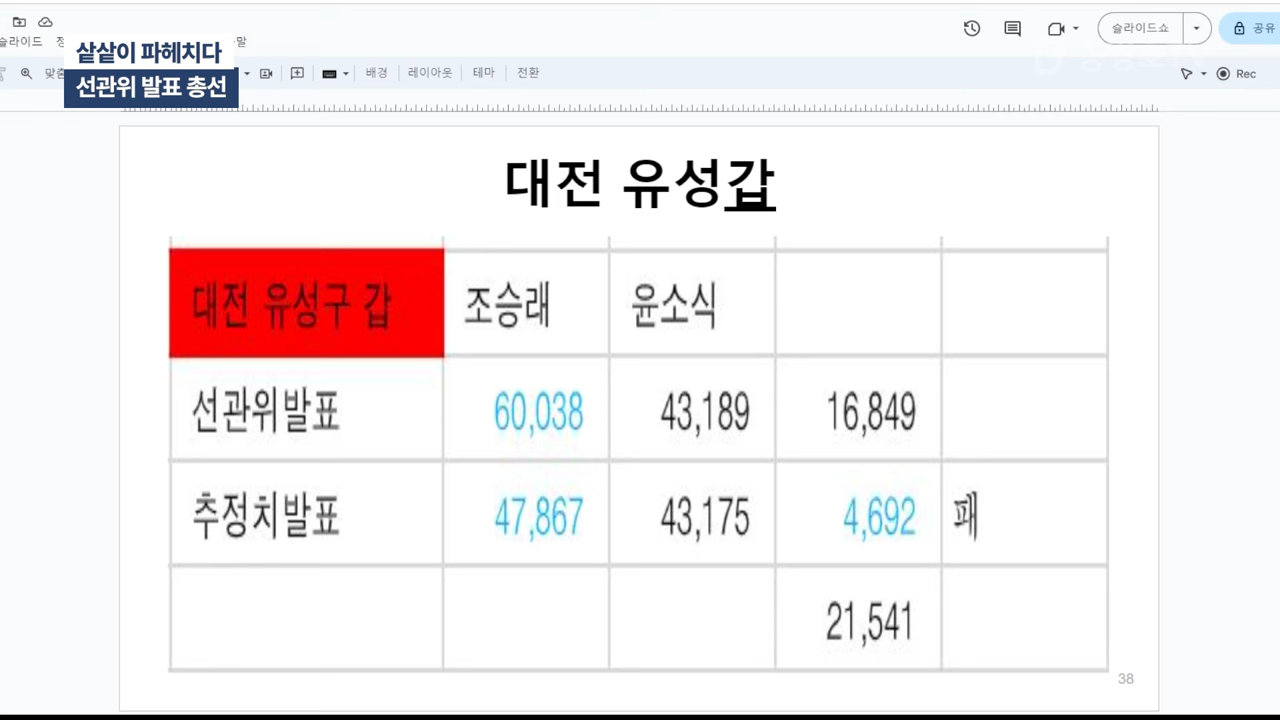 슬라이드
살샅이 파헤치다
선관위 발표 총선
배경
레이아웃
테마
전환
슬라이드쇼
공유
Rec
대전 유성갑
대전 유성구 갑 조승래 윤소식
선관위발표 60,038 43,189 16,849
추정치발표 47,867 43,175 4,692 패
21,541
38